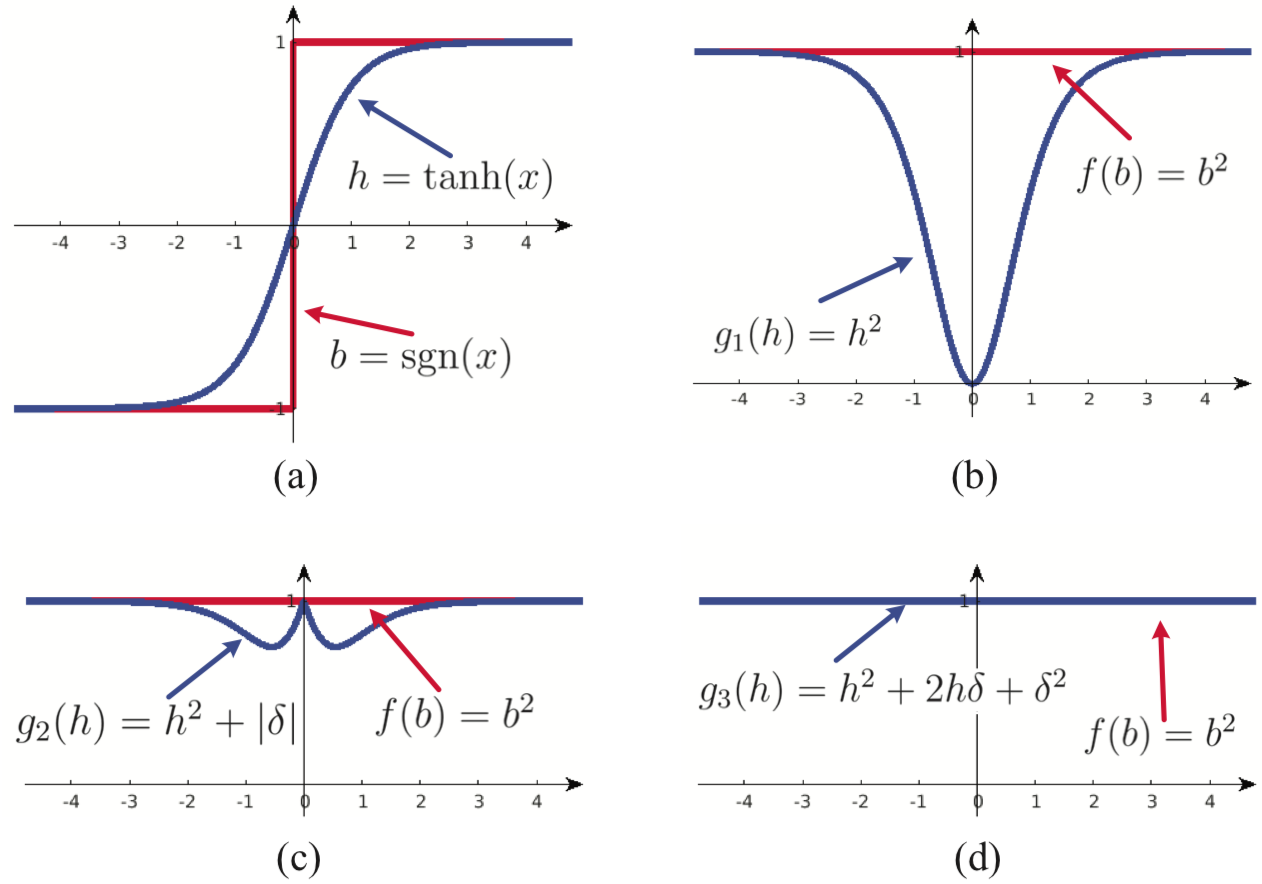 1
h = tanh(x)
-4 -3 -2 -1 0 1 2 3 4
b = sgn(x)
-1
(a)
1
f(b) = b²
g₁(h) = h²
-4 -3 -2 -1 0 1 2 3 4
(b)
1
g₂(h) = h² + |δ|
f(b) = b²
-4 -3 -2 -1 0 1 2 3 4
(c)
1
g₃(h) = h² + 2hδ + δ²
f(b) = b²
-4 -3 -2 -1 0 1 2 3 4
(d)